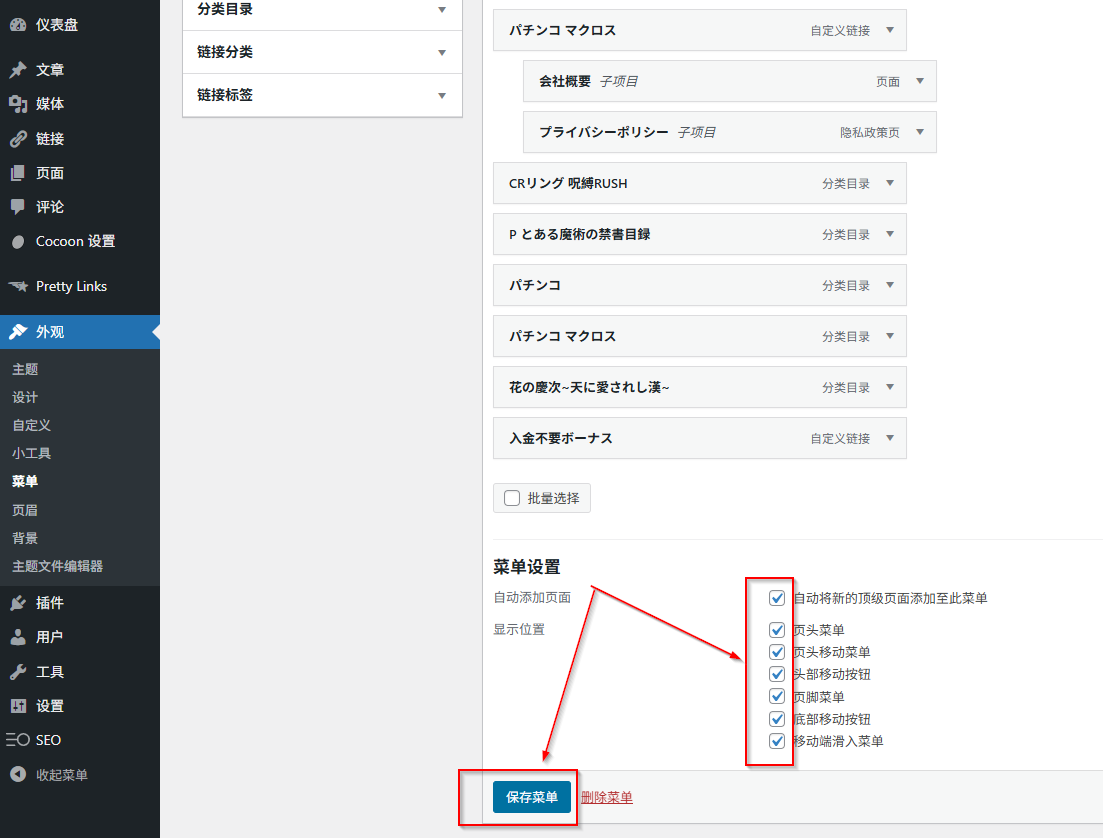 仪表盘
文章
媒体
链接
页面
评论
Cocoon 设置
Pretty Links
外观
主题
设计
自定义
小工具
菜单
页眉
背景
主题文件编辑器
插件
用户
工具
设置
SEO
收起菜单
分类目录
链接分类
链接标签
パチンコ マクロス 自定义链接
会社概要 子项目 页面
プライバシーポリシー 子项目 隐私政策页
CRリング 呪縛RUSH 分类目录
P とある魔術の禁書目録 分类目录
パチンコ 分类目录
パチンコ マクロス 分类目录
花の慶次~天に愛されし漢~ 分类目录
入金不要ボーナス 自定义链接
批量选择
菜单设置
自动添加页面 自动将新的顶级页面添加至此菜单
显示位置 页头菜单
页头移动菜单
头部移动按钮
页脚菜单
底部移动按钮
移动端滑入菜单
保存菜单 删除菜单